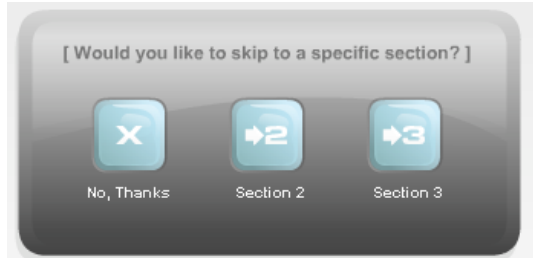 [ Would you like to skip to a specific section? ]
X 2 3
No, Thanks Section 2 Section 3